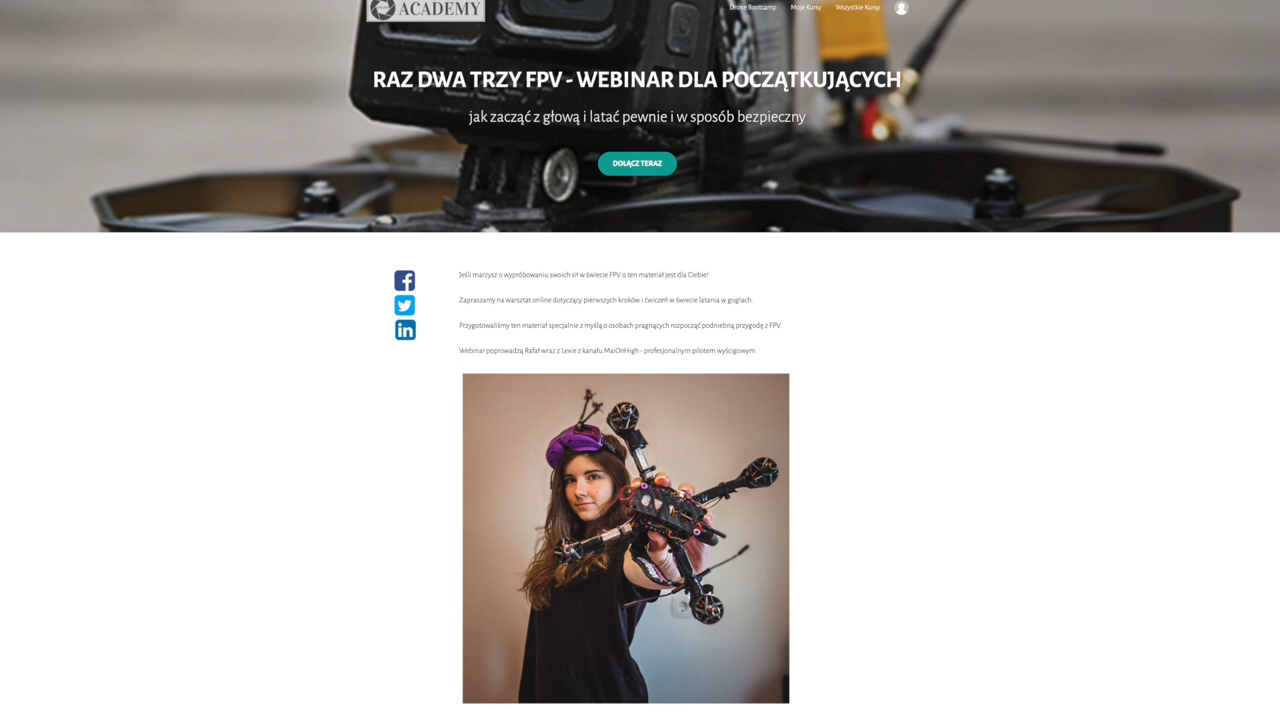 ACADEMY
Drone Bootcamp Moje Kursy Wszystkie Kursy
RAZ DWA TRZY FPV - WEBINAR DLA POCZĄTKUJĄCYCH
jak zacząć z głową i latać pewnie i w sposób bezpieczny
DOŁĄCZ TERAZ
Jeśli marzysz o wypróbowaniu swoich sił w świecie FPV o ten materiał jest dla Ciebie!
Zapraszamy na warsztat online dotyczący pierwszych kroków i ćwiczeń w świecie latania w goglach.
Przygotowaliśmy ten materiał specjalnie z myślą o osobach pragnących rozpocząć podniebną przygodę z FPV.
Webinar poprowadzą Rafał wraz z Lexie z kanału MaiOnHigh - profesjonalnym pilotem wyścigowym.